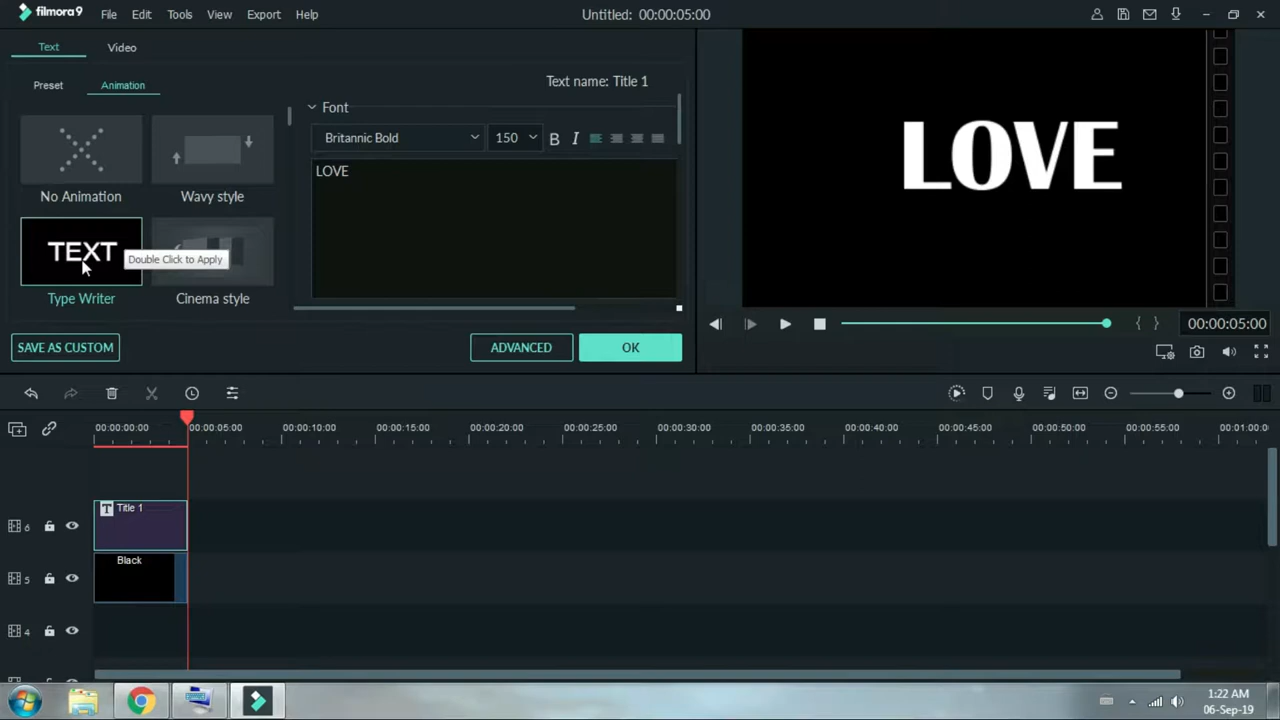 filmora9
File Edit Tools View Export Help
Untitled: 00:00:05:00
Text Video
Preset Animation
Text name: Title 1
Font
Britannic Bold 150 B I
LOVE
No Animation Wavy style
TEXT
Double Click to Apply
Type Writer Cinema style
SAVE AS CUSTOM ADVANCED OK
LOVE
{ } 00:00:05:00
00:00:00:00 00:00:05:00 00:00:10:00 00:00:15:00 00:00:20:00 00:00:25:00 00:00:30:00 00:00:35:00 00:00:40:00 00:00:45:00 00:00:50:00 00:00:55:00 00:01:00:0
T Title 1
6
Black
5
4
1:22 AM
06-Sep-19